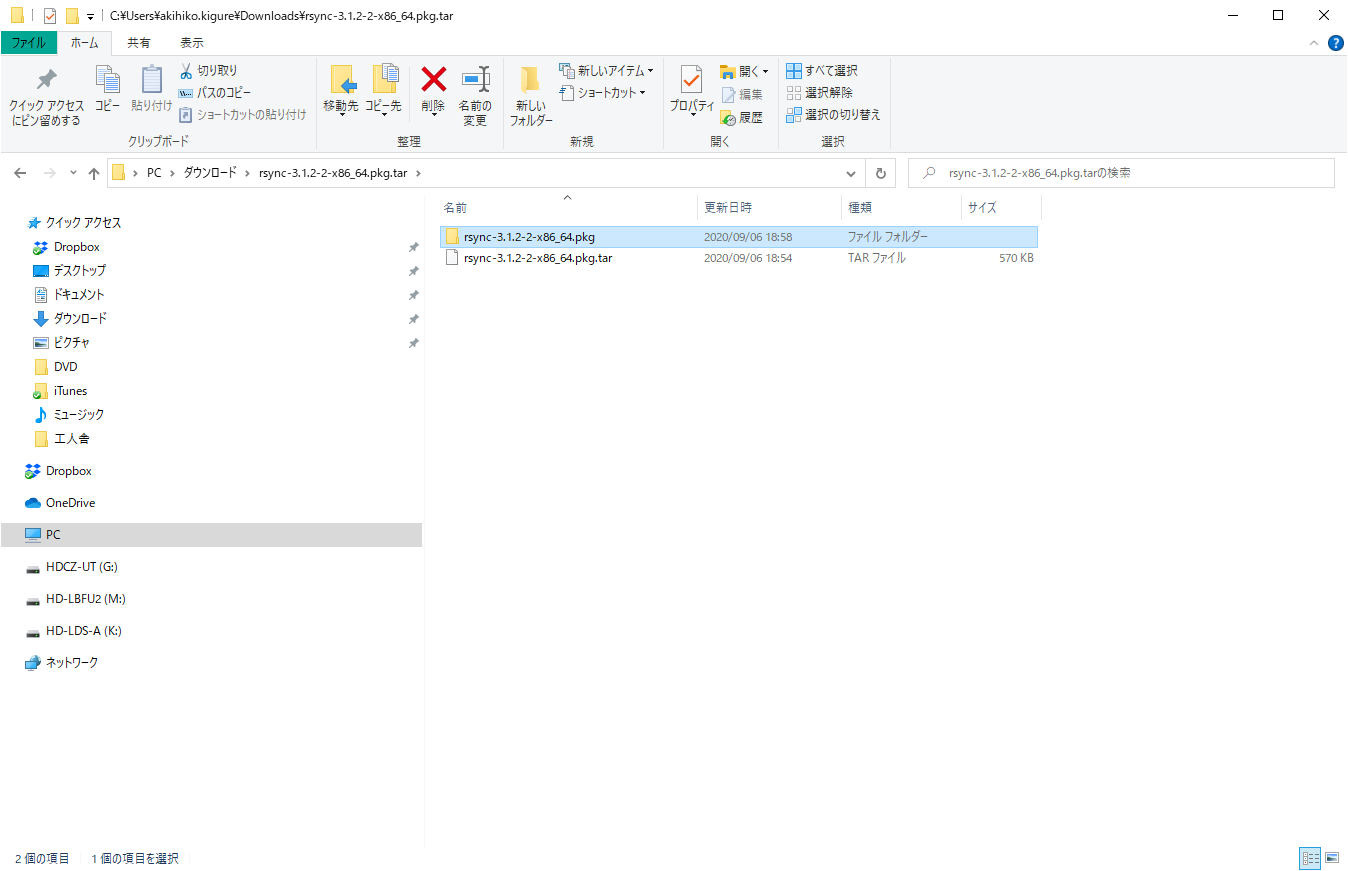 C:¥Users¥akihiko.kigure¥Downloads¥rsync-3.1.2-2-x86_64.pkg.tar
ファイル ホーム 共有 表示
クイック アクセス
にピン留めする
コピー
貼り付け
切り取り
パスのコピー
ショートカットの貼り付け
クリップボード
移動先
コピー先
削除
名前の
変更
整理
新しい
フォルダー
新しいアイテム
ショートカット
新規
プロパティ
開く
編集
履歴
開く
すべて選択
選択解除
選択の切り替え
選択
PC › ダウンロード › rsync-3.1.2-2-x86_64.pkg.tar ›
rsync-3.1.2-2-x86_64.pkg.tarの検索
クイック アクセス
Dropbox
デスクトップ
ドキュメント
ダウンロード
ピクチャ
DVD
iTunes
ミュージック
工人舎
Dropbox
OneDrive
PC
HDCZ-UT (G:)
HD-LBFU2 (M:)
HD-LDS-A (K:)
ネットワーク
名前 更新日時 種類 サイズ
rsync-3.1.2-2-x86_64.pkg 2020/09/06 18:58 ファイル フォルダー
rsync-3.1.2-2-x86_64.pkg.tar 2020/09/06 18:54 TAR ファイル 570 KB
2 個の項目 1 個の項目を選択